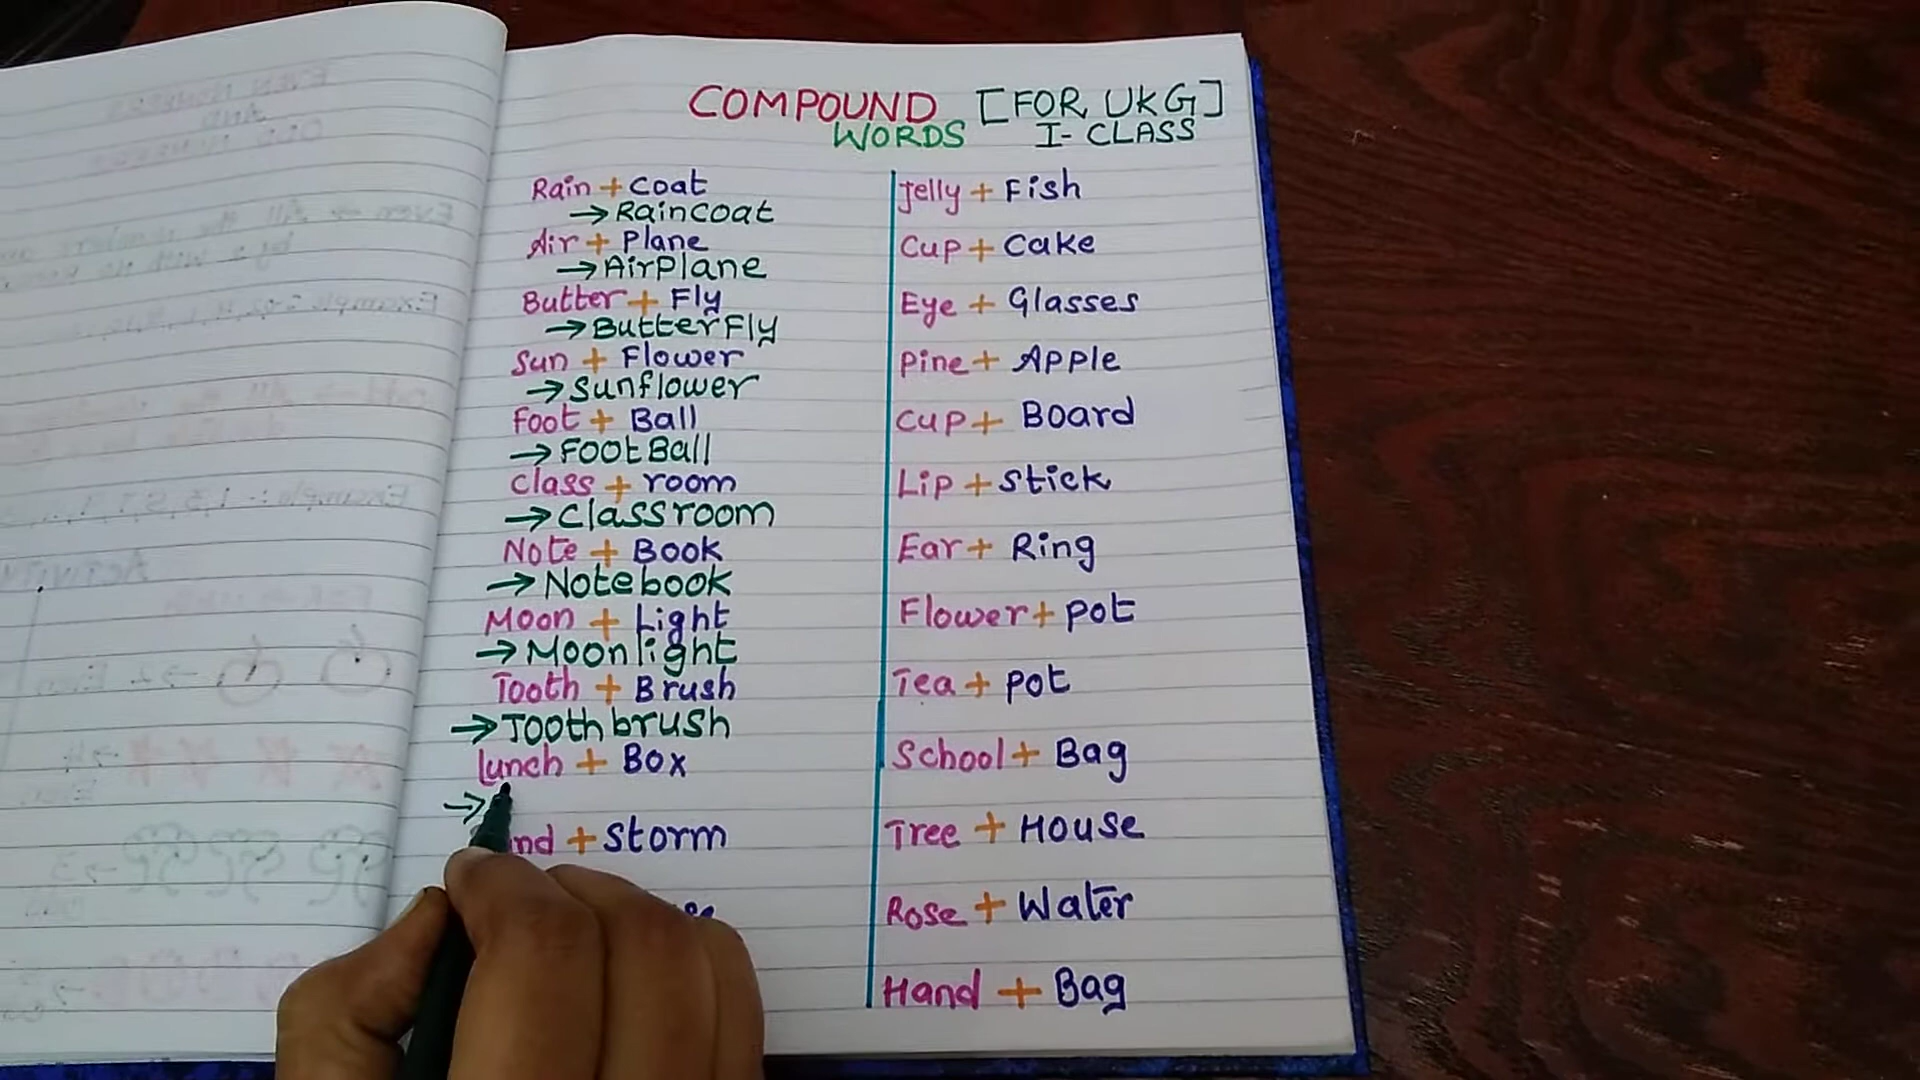 COMPOUND [FOR UKG]
WORDS I- CLASS
Rain + Coat
→ Raincoat
Air + Plane
→ AirPlane
Butter + Fly
→ ButterFly
Sun + Flower
→ Sunflower
Foot + Ball
→ FootBall
Class + room
→ Classroom
Note + Book
→ Notebook
Moon + Light
→ Moonlight
Tooth + Brush
→ Toothbrush
Lunch + Box
→
+ Storm
Jelly + Fish
Cup + Cake
Eye + Glasses
Pine + Apple
Cup + Board
Lip + Stick
Ear + Ring
Flower + Pot
Tea + Pot
School + Bag
Tree + House
Rose + Water
Hand + Bag